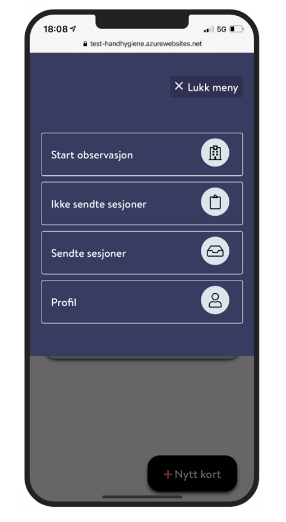 18:08
5G
test-handhygiene.azurewebsites.net
Lukk meny
Start observasjon
Ikke sendte sesjoner
Sendte sesjoner
Profil
Nytt kort